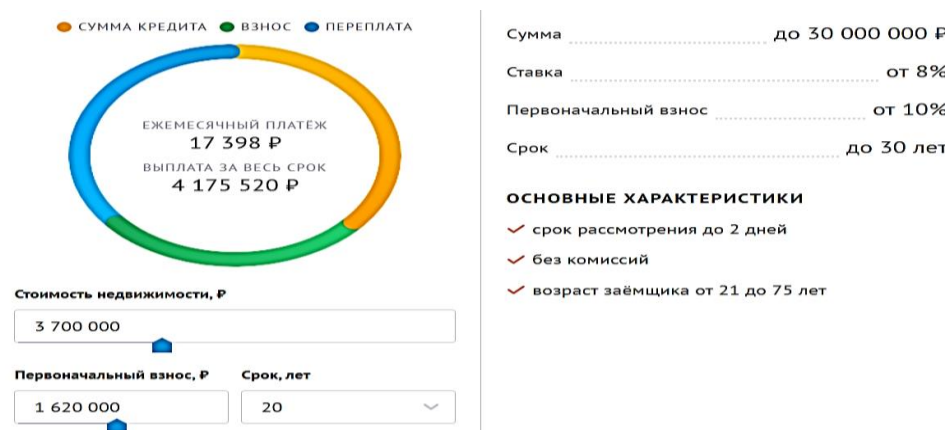 СУММА КРЕДИТА ВЗНОС ПЕРЕПЛАТА
ЕЖЕМЕСЯЧНЫЙ ПЛАТЁЖ
17 398 ₽
ВЫПЛАТА ЗА ВЕСЬ СРОК
4 175 520 ₽
Стоимость недвижимости, ₽
3 700 000
Первоначальный взнос, ₽ Срок, лет
1 620 000 20
Сумма до 30 000 000 ₽
Ставка от 8%
Первоначальный взнос от 10%
Срок до 30 лет
ОСНОВНЫЕ ХАРАКТЕРИСТИКИ
срок рассмотрения до 2 дней
без комиссий
возраст заёмщика от 21 до 75 лет